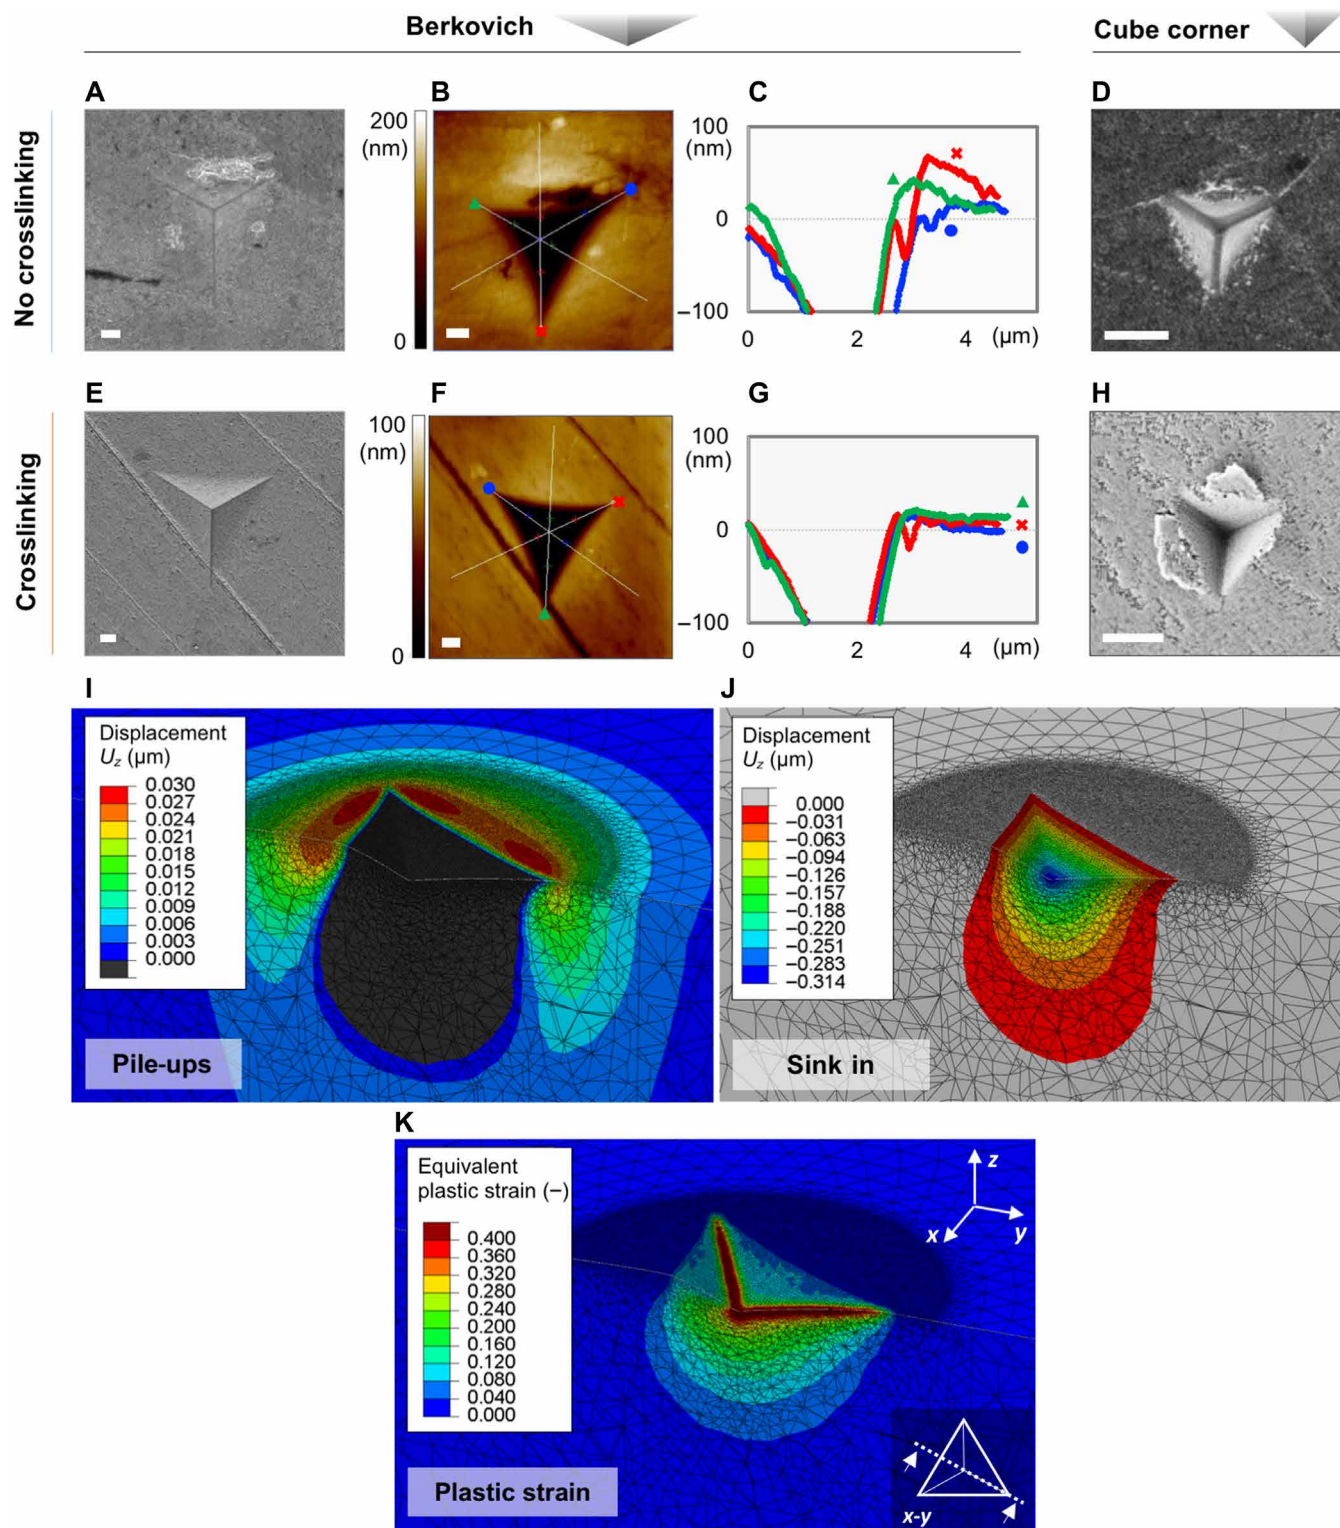 Berkovich
Cube corner
No crosslinking
A
200
(nm)
0
B
C
100
(nm)
0
−100
0
2
4
(µm)
D
Crosslinking
E
100
(nm)
0
F
G
100
(nm)
0
−100
0
2
4
(µm)
H
I
Displacement
Uz (µm)
0.030
0.027
0.024
0.021
0.018
0.015
0.012
0.009
0.006
0.003
0.000
Pile-ups
J
Displacement
Uz (µm)
0.000
−0.031
−0.063
−0.094
−0.126
−0.157
−0.188
−0.220
−0.251
−0.283
−0.314
Sink in
K
Equivalent
plastic strain (−)
0.400
0.360
0.320
0.280
0.240
0.200
0.160
0.120
0.080
0.040
0.000
Plastic strain
z
x
y
x-y